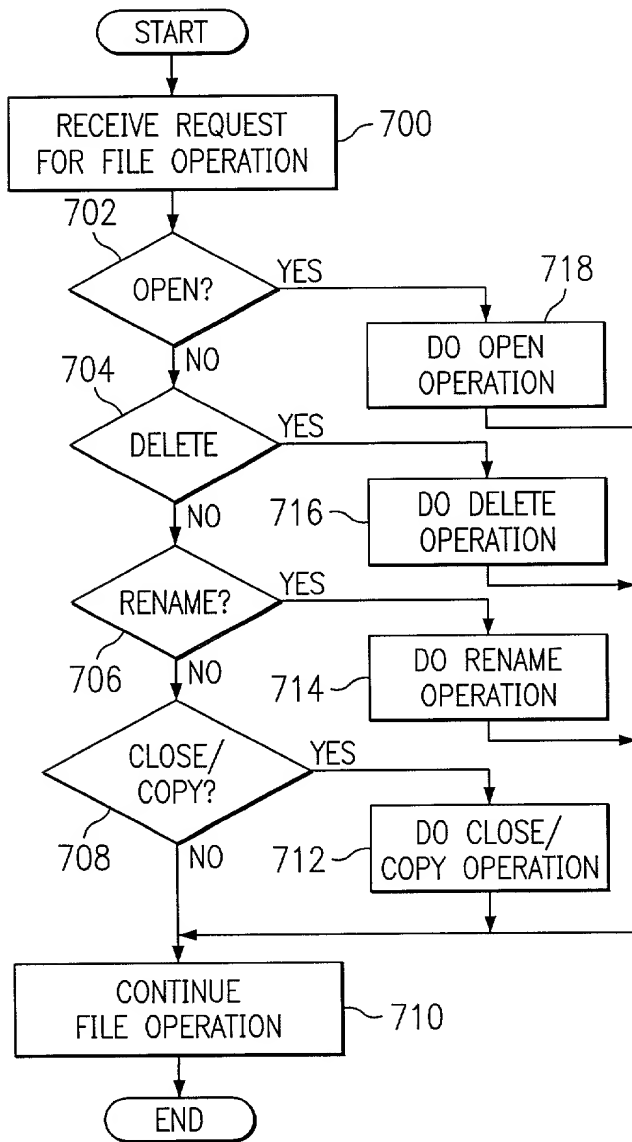 START
RECEIVE REQUEST
FOR FILE OPERATION
700
702
OPEN?
YES
NO
718
DO OPEN
OPERATION
704
DELETE
YES
NO
716
DO DELETE
OPERATION
RENAME?
YES
706
NO
714
DO RENAME
OPERATION
CLOSE/
COPY?
YES
708
NO
712
DO CLOSE/
COPY OPERATION
CONTINUE
FILE OPERATION
710
END